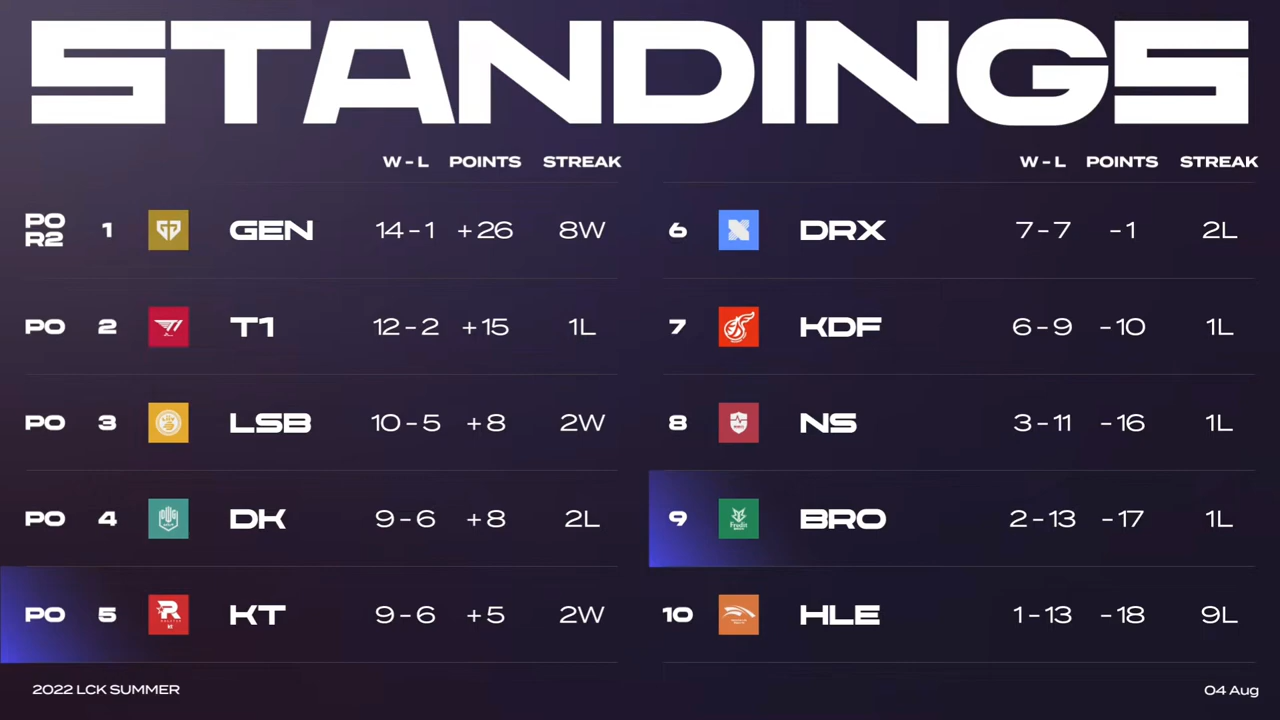 STANDINGS
W - L POINTS STREAK
PO R2 1 GEN 14 - 1 +26 8W
PO 2 T1 12 - 2 +15 1L
PO 3 LSB 10 - 5 +8 2W
PO 4 DK 9 - 6 +8 2L
PO 5 KT 9 - 6 +5 2W
W - L POINTS STREAK
6 DRX 7 - 7 -1 2L
7 KDF 6 - 9 -10 1L
8 NS 3 - 11 -16 1L
9 Fredit BRO 2 - 13 -17 1L
10 HLE 1 - 13 -18 9L
2022 LCK SUMMER
04 Aug